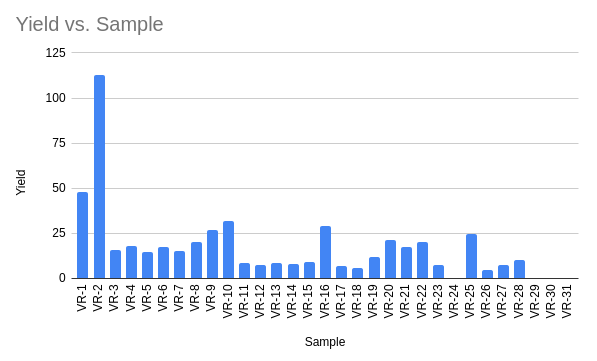 Yield vs. Sample
125
100
75
50
25
0
Yield
VR-1
VR-2
VR-3
VR-4
VR-5
VR-6
VR-7
VR-8
VR-9
VR-10
VR-11
VR-12
VR-13
VR-14
VR-15
VR-16
VR-17
VR-18
VR-19
VR-20
VR-21
VR-22
VR-23
VR-24
VR-25
VR-26
VR-27
VR-28
VR-29
VR-30
VR-31
Sample